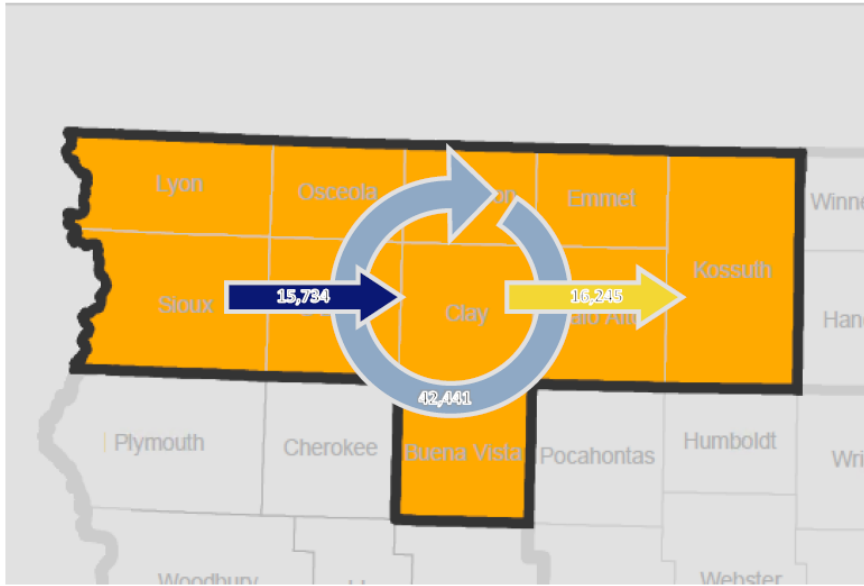 Lyon
Osceola
Emmet
Winne
Kossuth
Sioux
15,734
Clay
16,245
Han
42,441
Plymouth
Cherokee
Buena Vista
Pocahontas
Humboldt
Wri
Woodbury
Webster